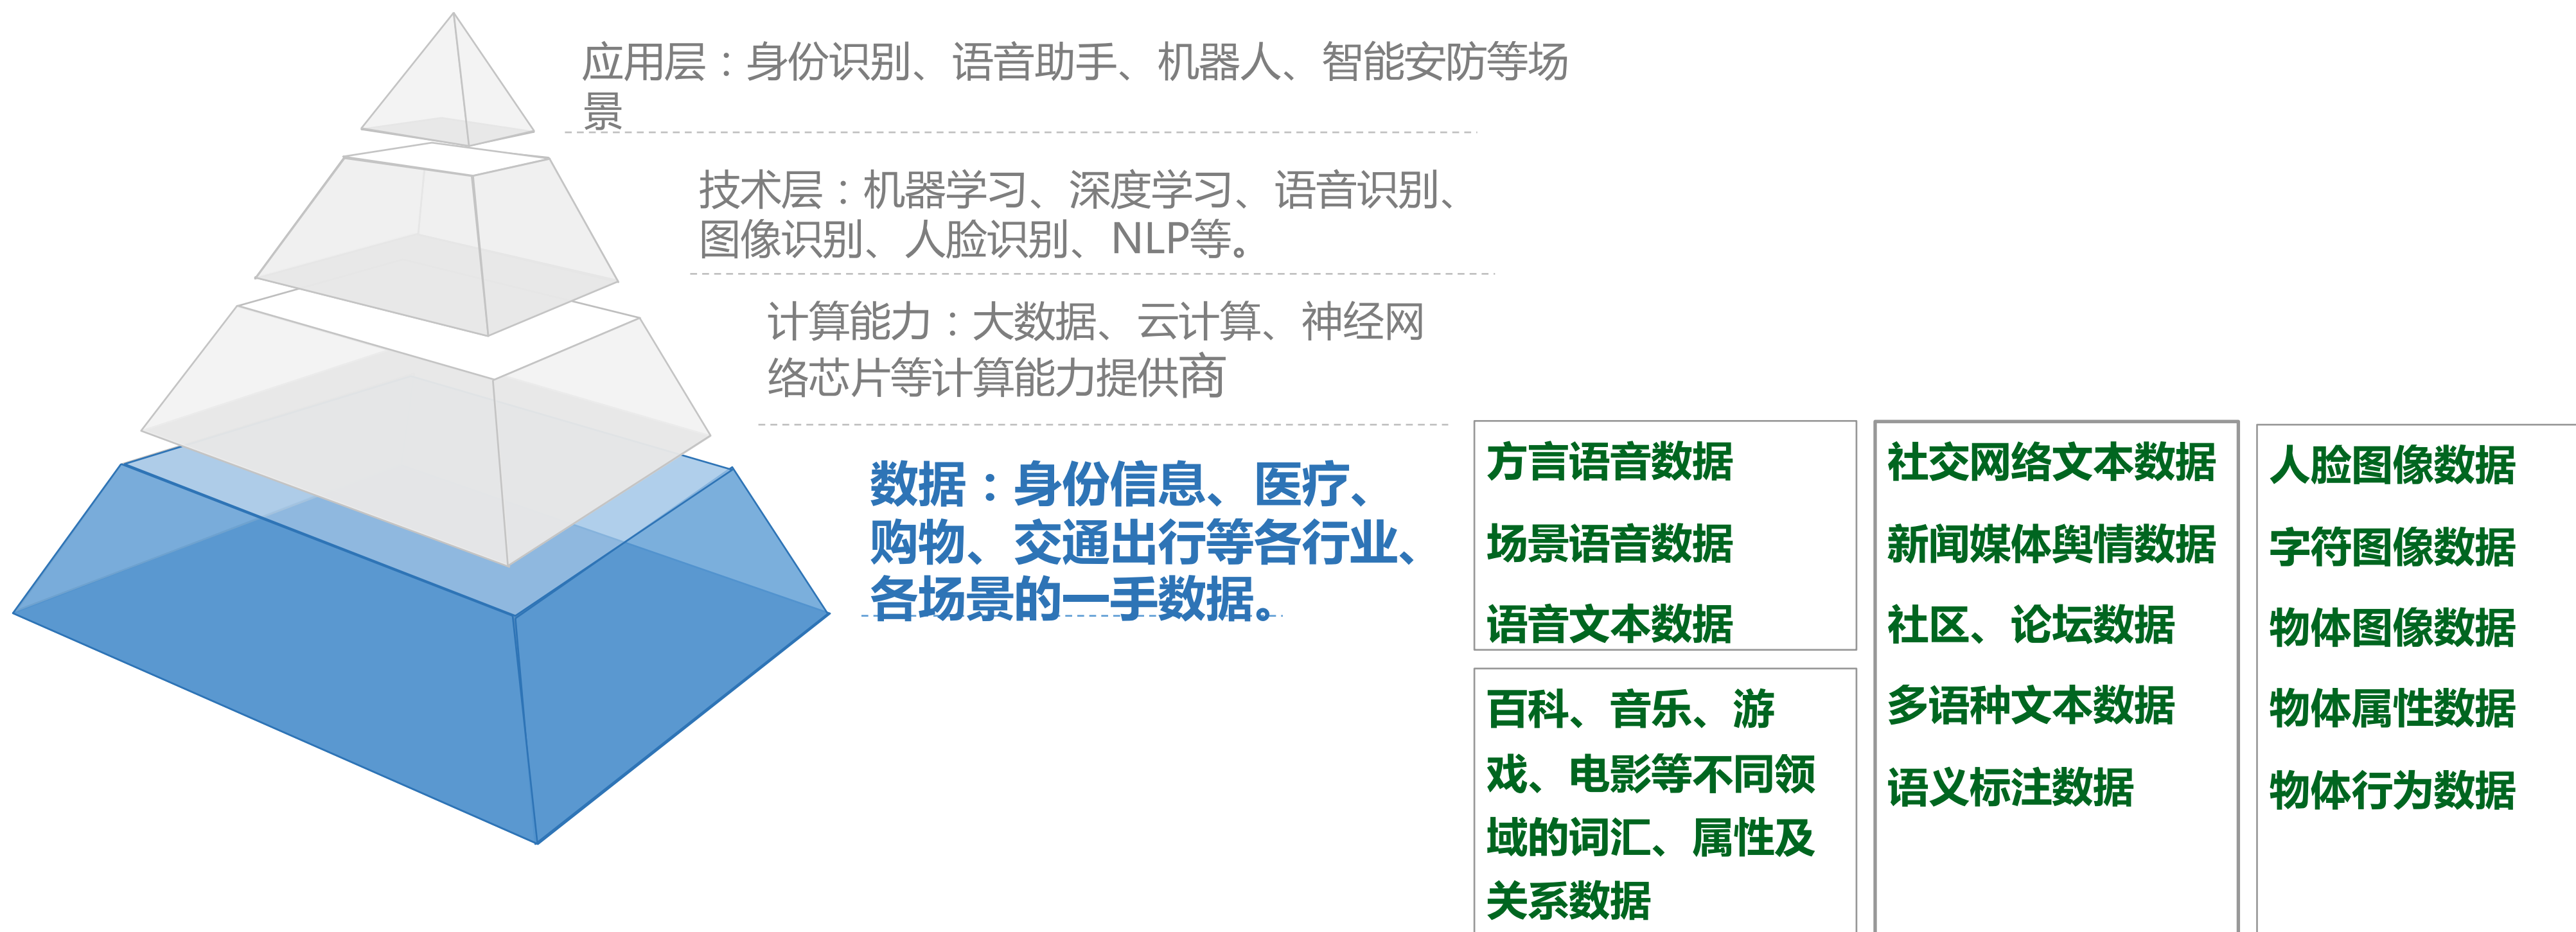 应用层：身份识别、语音助手、机器人、智能安防等场
景
技术层：机器学习、深度学习、语音识别、
图像识别、人脸识别、NLP等。
计算能力：大数据、云计算、神经网
络芯片等计算能力提供商
数据：身份信息、医疗、
购物、交通出行等各行业、
各场景的一手数据。
方言语音数据
场景语音数据
语音文本数据
百科、音乐、游
戏、电影等不同领
域的词汇、属性及
关系数据
社交网络文本数据
新闻媒体舆情数据
社区、论坛数据
多语种文本数据
语义标注数据
人脸图像数据
字符图像数据
物体图像数据
物体属性数据
物体行为数据